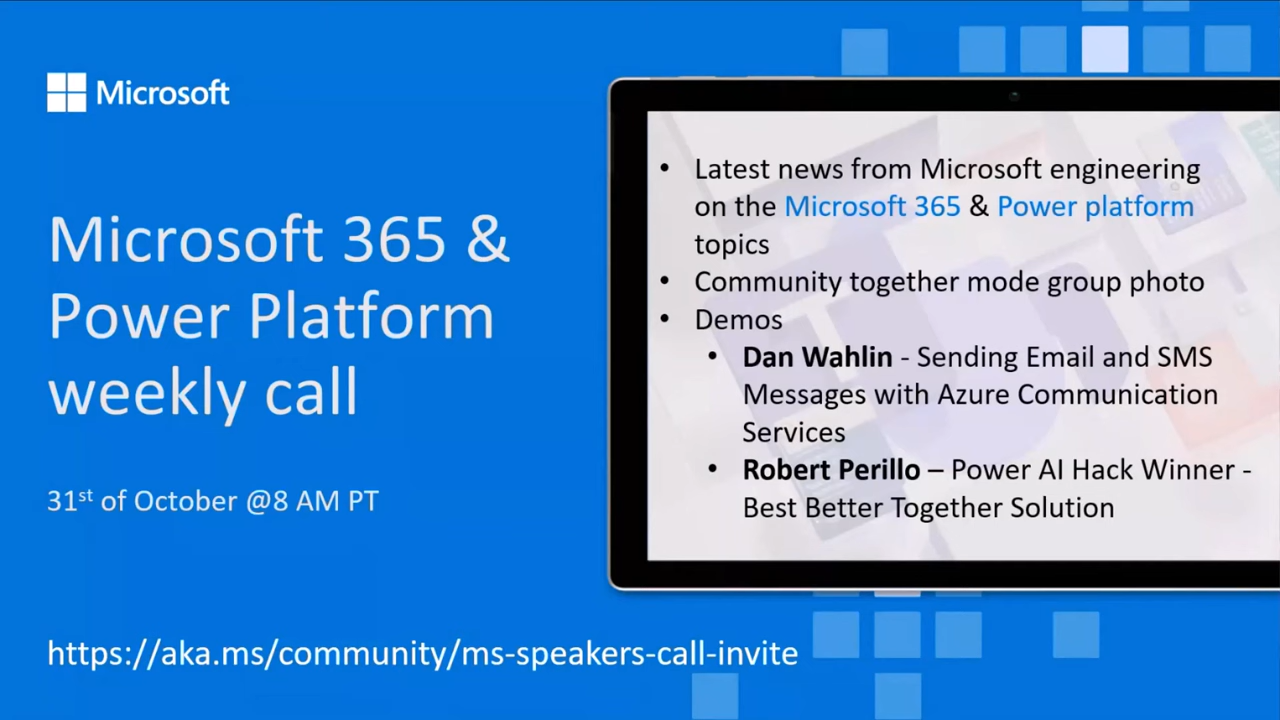 Microsoft
Microsoft 365 &
Power Platform
weekly call
31st of October @8 AM PT
https://aka.ms/community/ms-speakers-call-invite
• Latest news from Microsoft engineering
on the Microsoft 365 & Power platform
topics
• Community together mode group photo
• Demos
• Dan Wahlin - Sending Email and SMS
Messages with Azure Communication
Services
• Robert Perillo – Power AI Hack Winner -
Best Better Together Solution